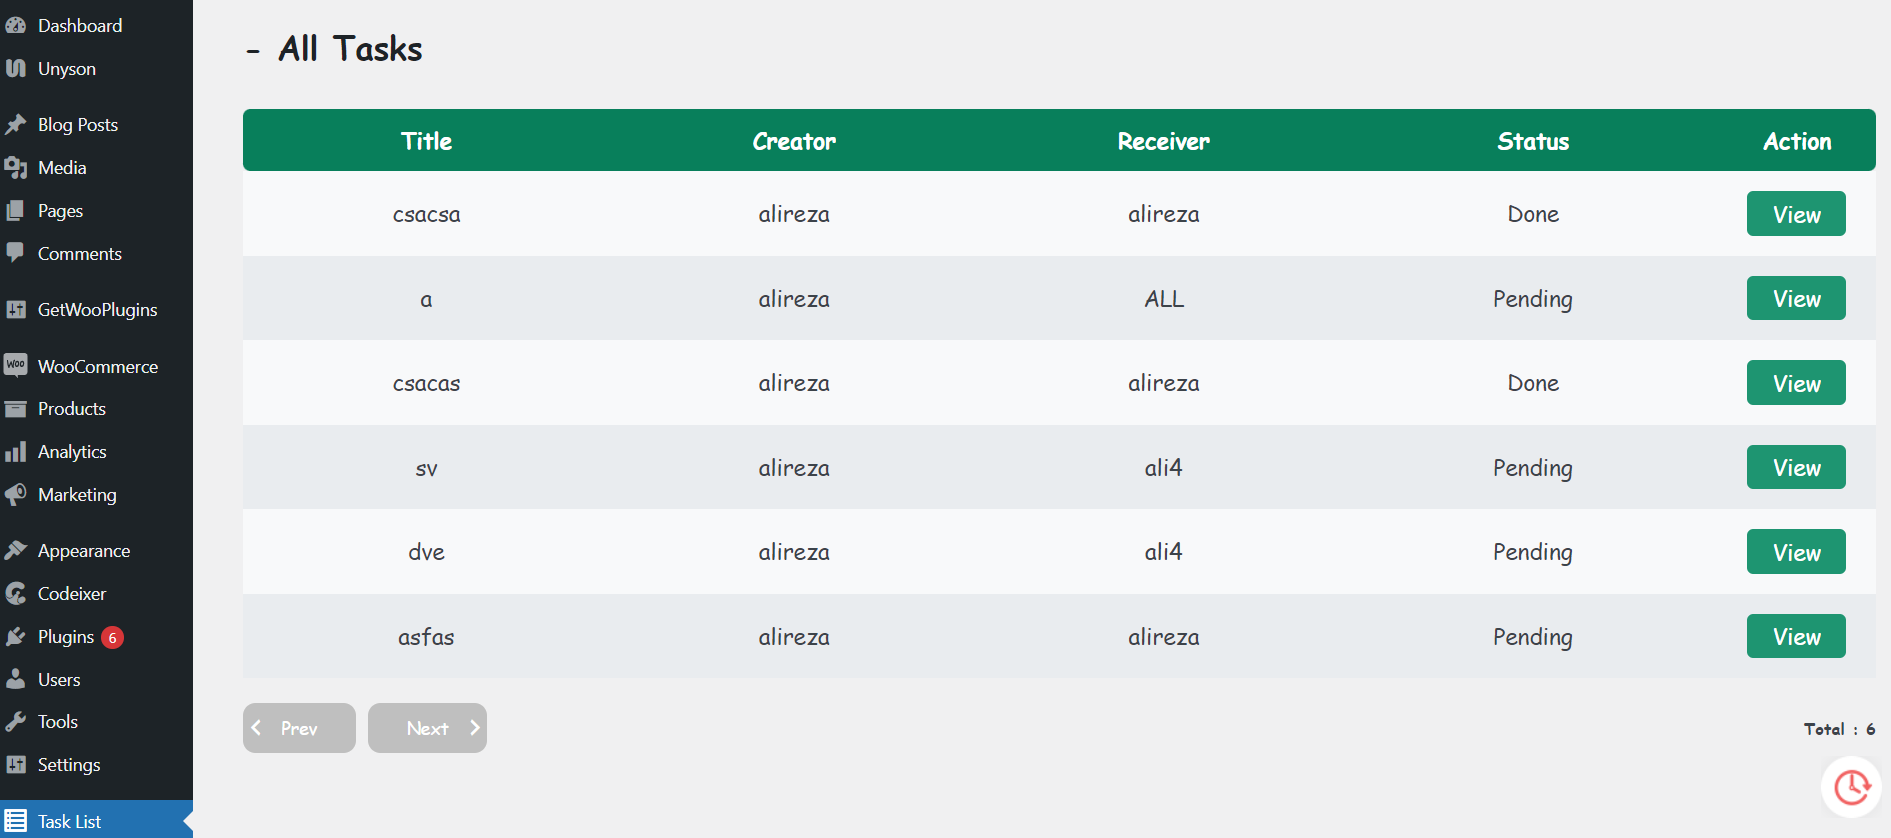 Dashboard
Unyson
Blog Posts
Media
Pages
Comments
GetWooPlugins
Woo WooCommerce
Products
Analytics
Marketing
Appearance
Codeixer
Plugins 6
Users
Tools
Settings
Task List
- All Tasks
Title Creator Receiver Status Action
csacsa alireza alireza Done View
a alireza ALL Pending View
csacas alireza alireza Done View
sv alireza ali4 Pending View
dve alireza ali4 Pending View
asfas alireza alireza Pending View
Prev Next Total : 6